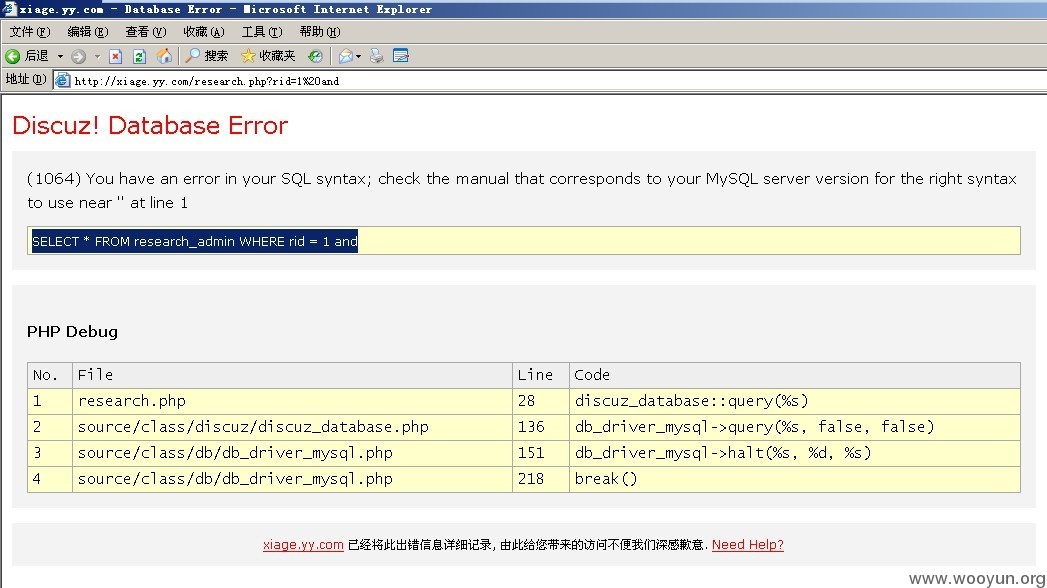 xiage.yy.com - Database Error - Microsoft Internet Explorer
文件(F) 编辑(E) 查看(V) 收藏(A) 工具(T) 帮助(H)
后退 搜索 收藏夹
地址(D) http://xiage.yy.com/research.php?rid=1%20and
Discuz! Database Error
(1064) You have an error in your SQL syntax; check the manual that corresponds to your MySQL server version for the right syntax
to use near '' at line 1
SELECT * FROM research_admin WHERE rid = 1 and
PHP Debug
No. File Line Code
1 research.php 28 discuz_database::query(%s)
2 source/class/discuz/discuz_database.php 136 db_driver_mysql->query(%s, false, false)
3 source/class/db/db_driver_mysql.php 151 db_driver_mysql->halt(%s, %d, %s)
4 source/class/db/db_driver_mysql.php 218 break()
xiage.yy.com 已经将此出错信息详细记录, 由此给您带来的访问不便我们深感歉意. Need Help?
www.wooyun.org